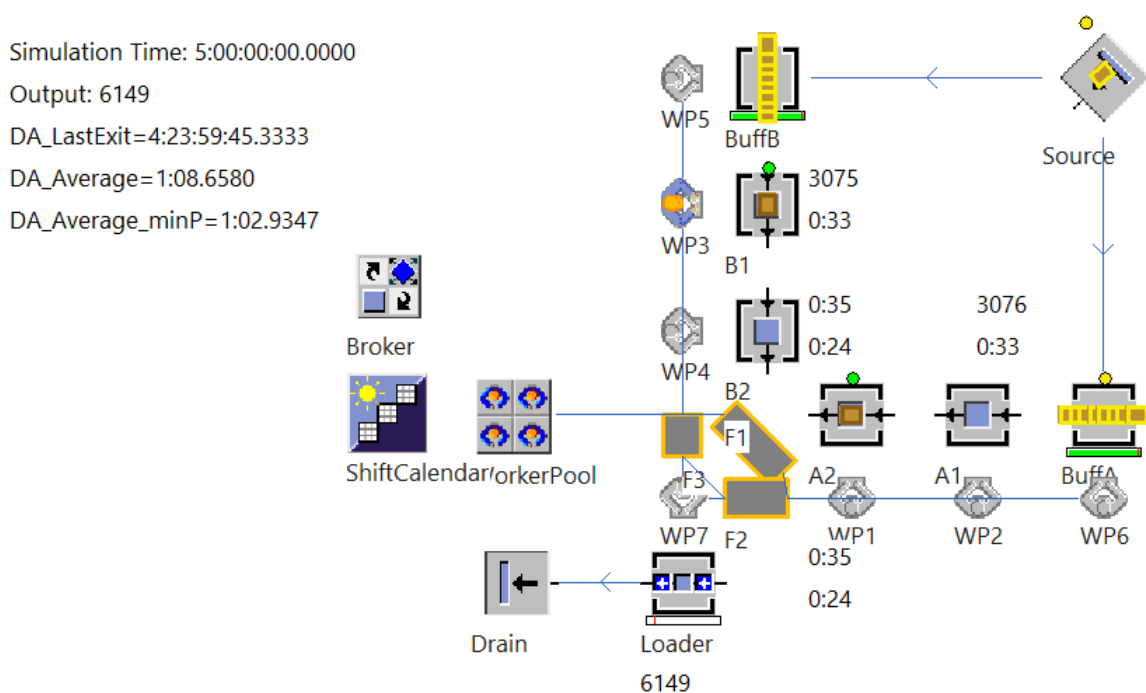 Simulation Time: 5:00:00:00.0000
Output: 6149
DA_LastExit=4:23:59:45.3333
DA_Average=1:08.6580
DA_Average_minP=1:02.9347
WP5
BuffB
Source
WP3
3075
0:33
B1
Broker
WP4
0:35
0:24
3076
0:33
B2
ShiftCalendar
orkerPool
F1
F3
A2
A1
BuffA
WP7
F2
WP1
WP2
WP6
0:35
0:24
Drain
Loader
6149